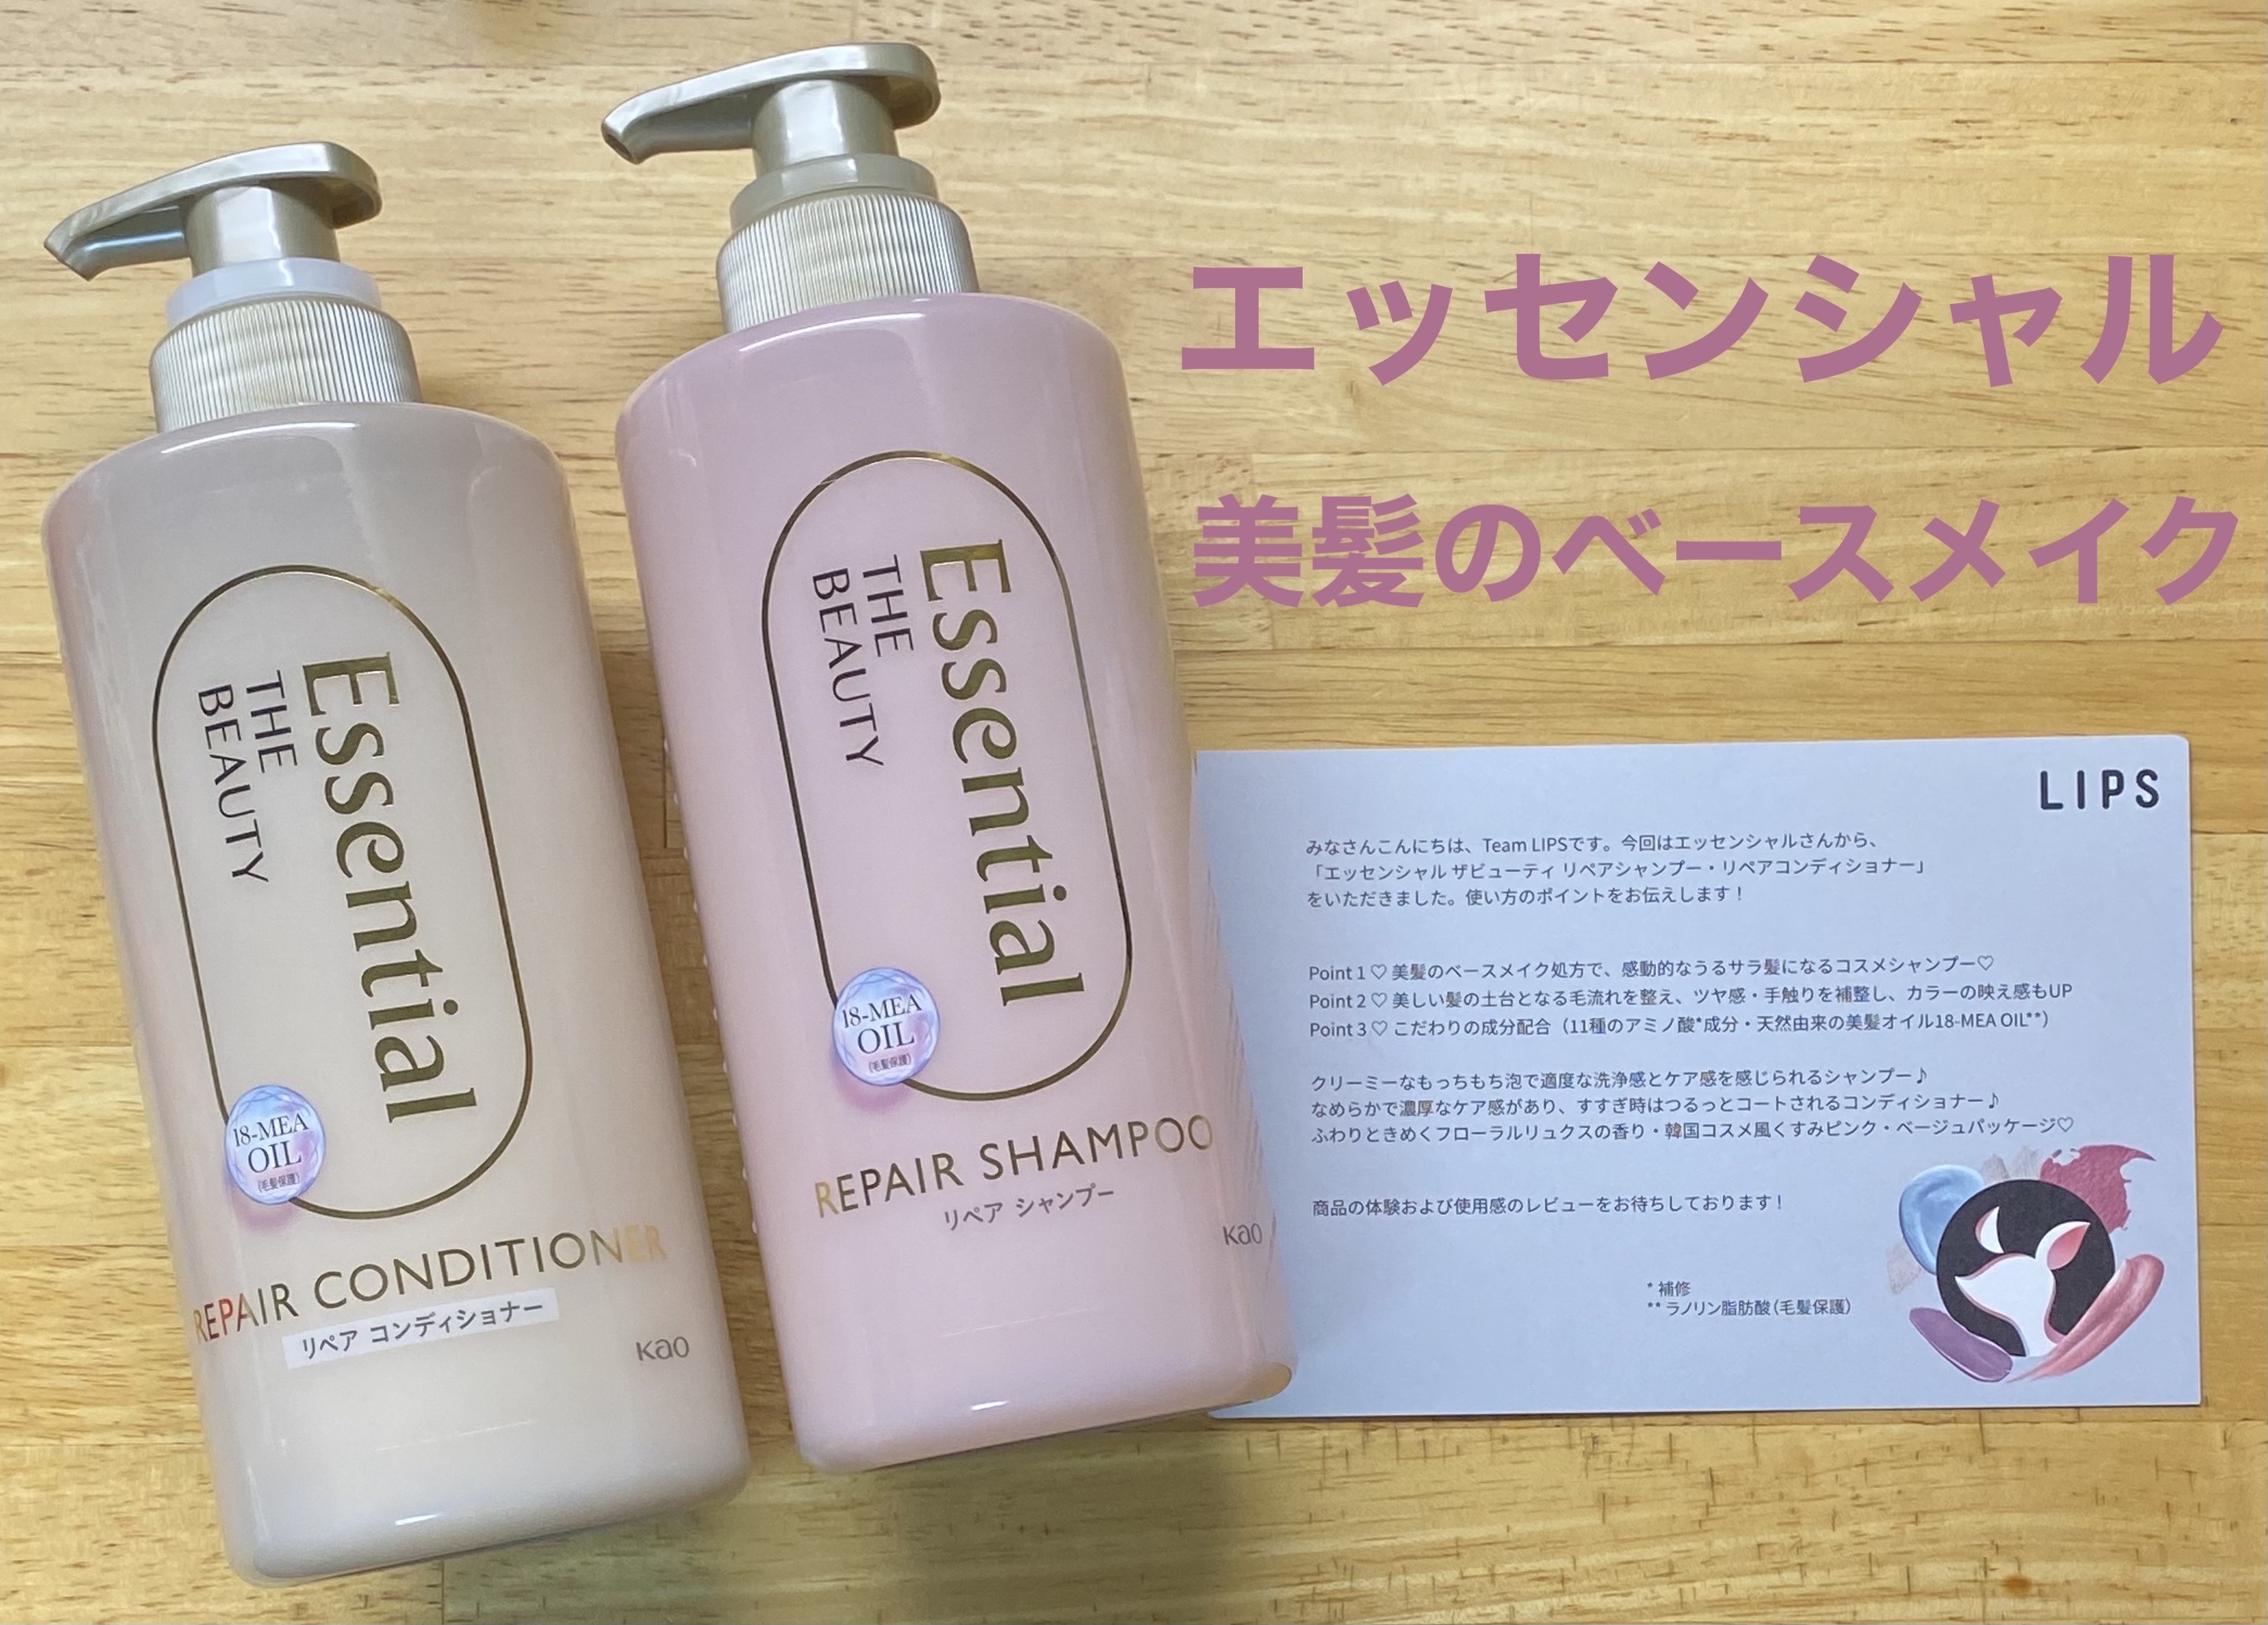 エッセンシャル
美髪のベースメイク
Essential
THE
BEAUTY
18-MEA
OIL
(毛髪保護)
REPAIR CONDITIONER
リペア コンディショナー
Kao
Essential
THE
BEAUTY
18-MEA
OIL
(毛髪保護)
REPAIR SHAMPOO
リペア シャンプー
Kao
LIPS
みなさんこんにちは、Team LIPSです。今回はエッセンシャルさんから、
「エッセンシャル ザビューティ リペアシャンプー・リペアコンディショナー」
をいただきました。使い方のポイントをお伝えします!
Point 1 ♡ 美髪のベースメイク処方で、感動的なうるサラ髪になるコスメシャンプー♡
Point 2 ♡ 美しい髪の土台となる毛流れを整え、ツヤ感・手触りを補整し、カラーの映え感もUP
Point 3 ♡ こだわりの成分配合（11種のアミノ酸*成分・天然由来の美髪オイル18-MEA OIL**）
クリーミーなもっちもち泡で適度な洗浄感とケア感を感じられるシャンプー♪
なめらかで濃厚なケア感があり、すすぎ時はつるっとコートされるコンディショナー♪
ふわりときめくフローラルリュクスの香り・韓国コスメ風くすみピンク・ベージュパッケージ♡
商品の体験および使用感のレビューをお待ちしております!
* 補修
** ラノリン脂肪酸（毛髪保護）